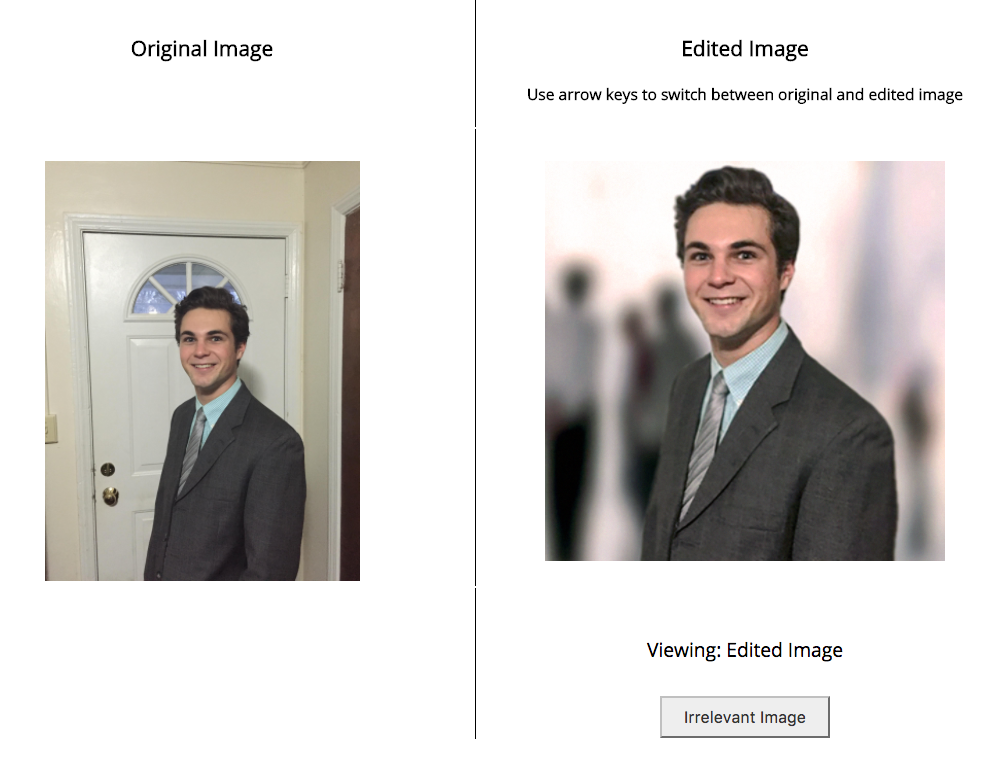 Original Image
Edited Image
Use arrow keys to switch between original and edited image
Viewing: Edited Image
Irrelevant Image